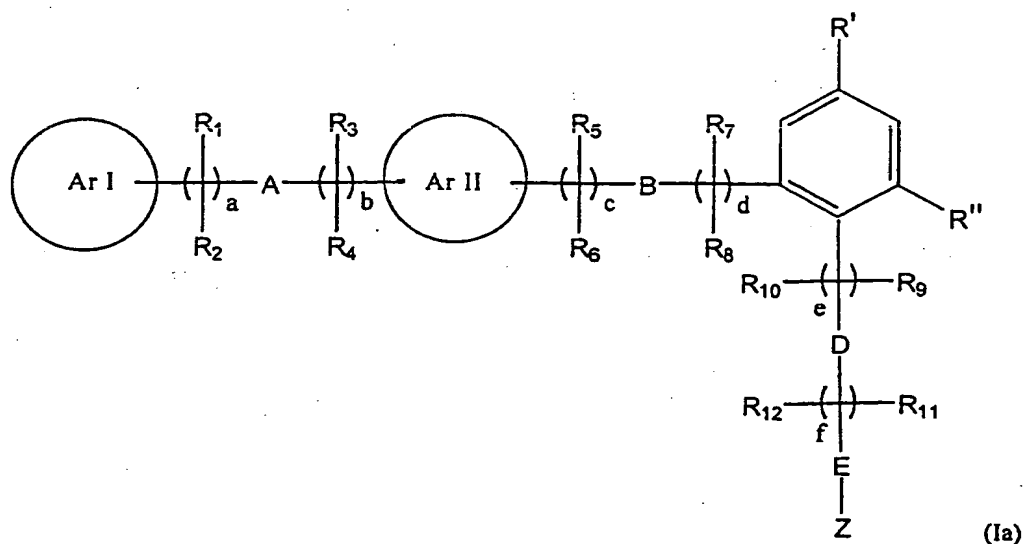 R'
R₁ R₃ R₅ R₇
Ar I ( )a A ( )b Ar II ( )c B ( )d
R₂ R₄ R₆ R₈ R"
R₁₀ ( )e R₉
D
R₁₂ ( )f R₁₁
E
Z
(Ia)